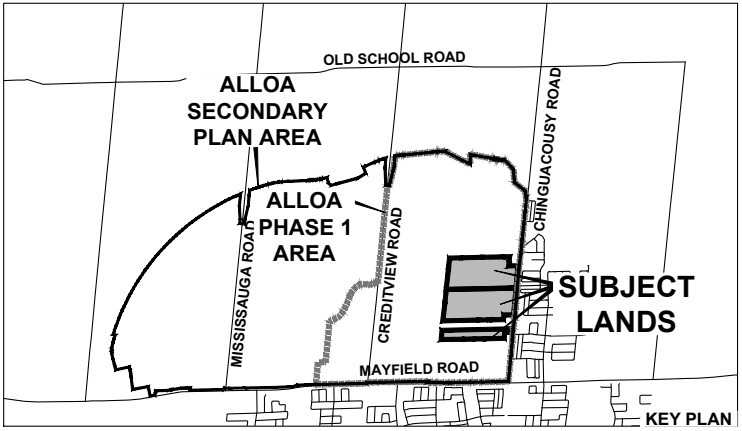 OLD SCHOOL ROAD
ALLOA
SECONDARY
PLAN AREA
CHINGUACOUSY ROAD
ALLOA
PHASE 1
AREA
MISSISSAUGA ROAD
CREDITVIEW ROAD
SUBJECT
LANDS
MAYFIELD ROAD
KEY PLAN